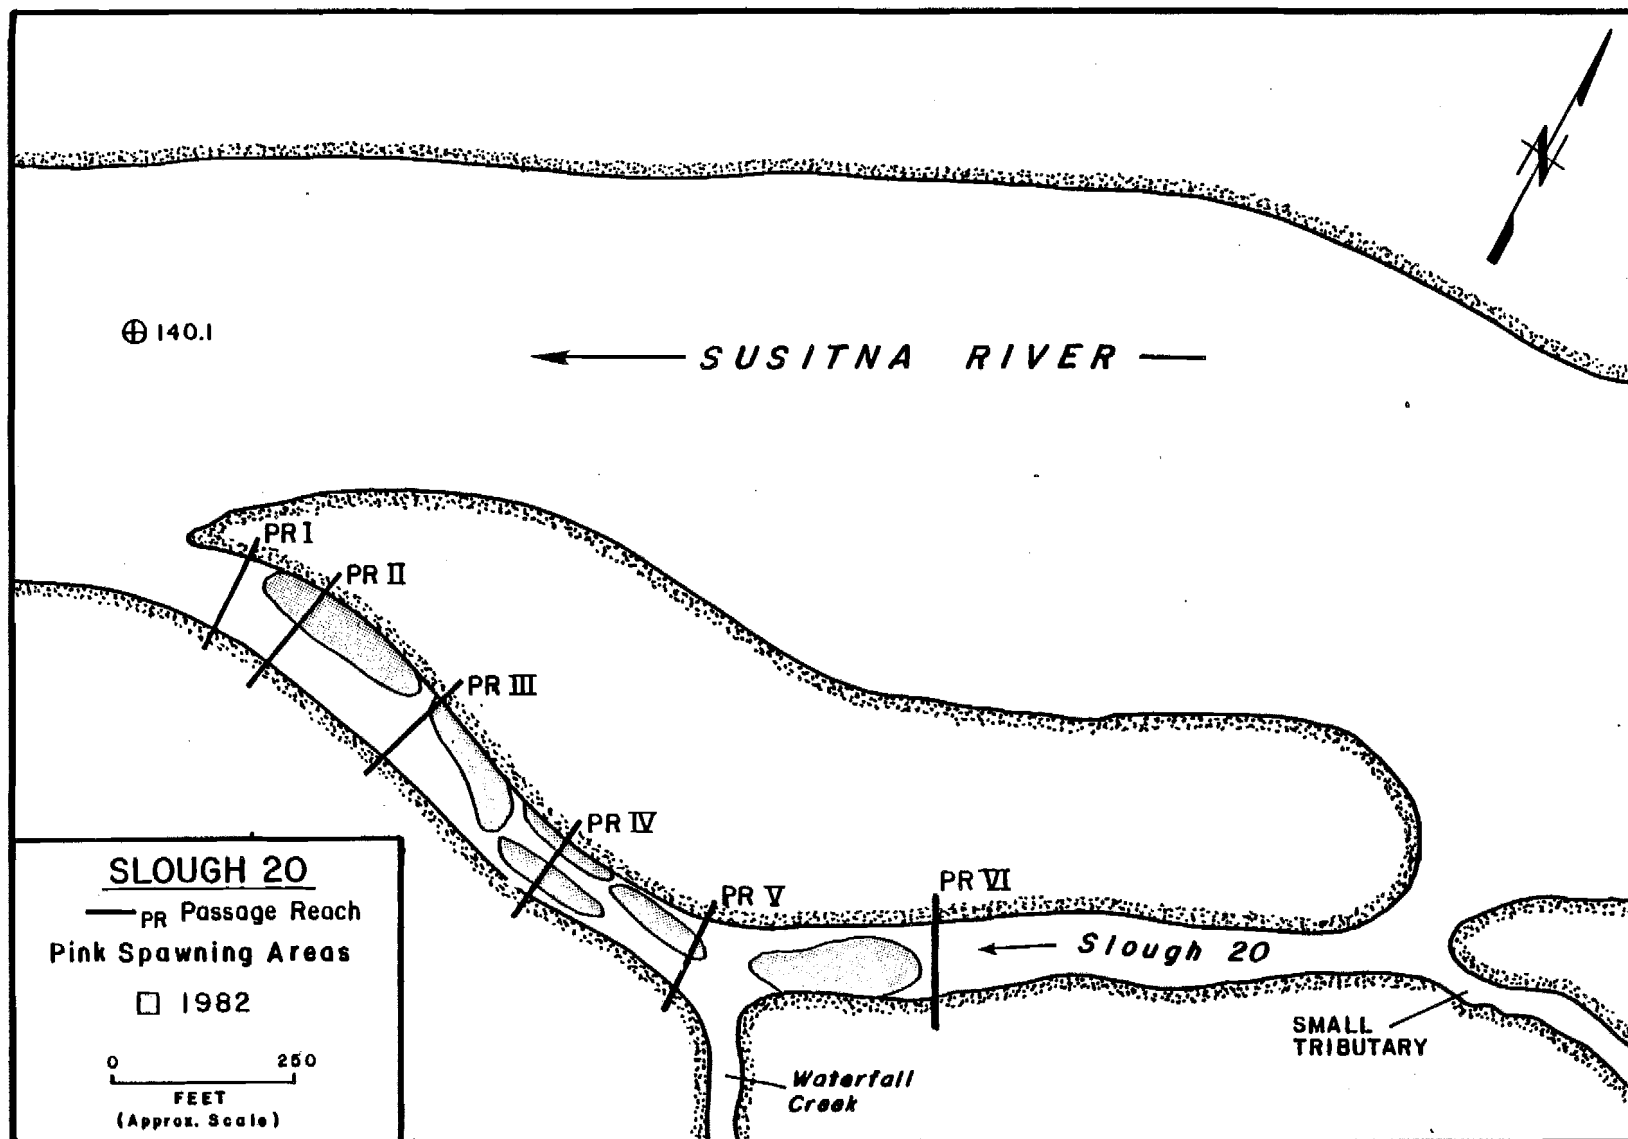 N
⊕ 140.1
SUSITNA RIVER
PR I
PR II
PR III
PR IV
PR V
PR VI
Slough 20
SMALL
TRIBUTARY
Waterfall
Creek
SLOUGH 20
PR Passage Reach
Pink Spawning Areas
□ 1982
0 250
FEET
(Approx. Scale)